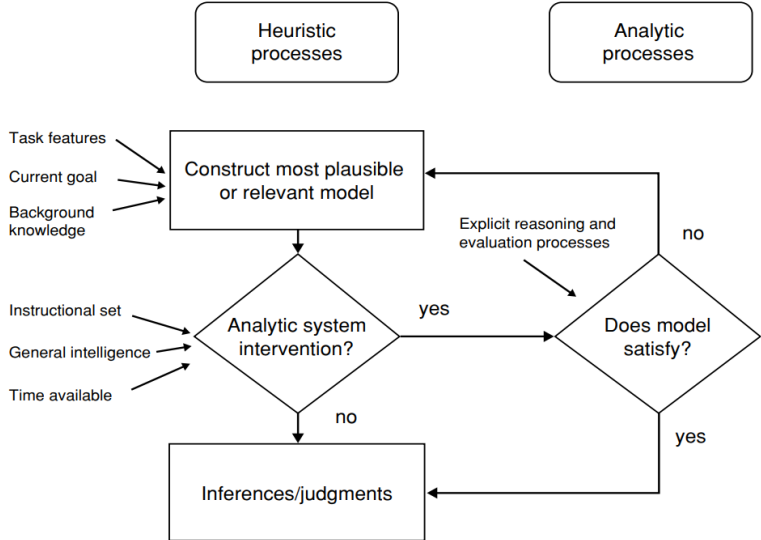 Heuristic
processes
Analytic
processes
Task features
Current goal
Background
knowledge
Construct most plausible
or relevant model
Explicit reasoning and
evaluation processes
no
Instructional set
General intelligence
Time available
Analytic system
intervention?
yes
Does model
satisfy?
no
yes
Inferences/judgments